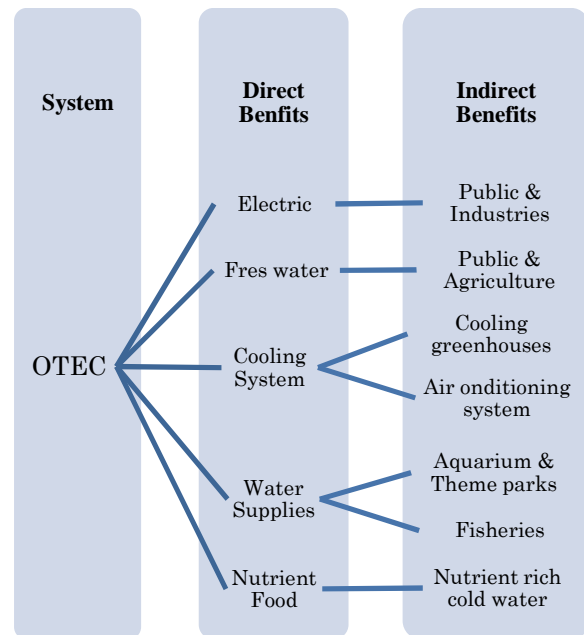 System
Direct
Benfits
Indirect
Benefits
OTEC
Electric
Public &
Industries
Fres water
Public &
Agriculture
Cooling
System
Cooling
greenhouses
Air onditioning
system
Water
Supplies
Aquarium &
Theme parks
Fisheries
Nutrient
Food
Nutrient rich
cold water